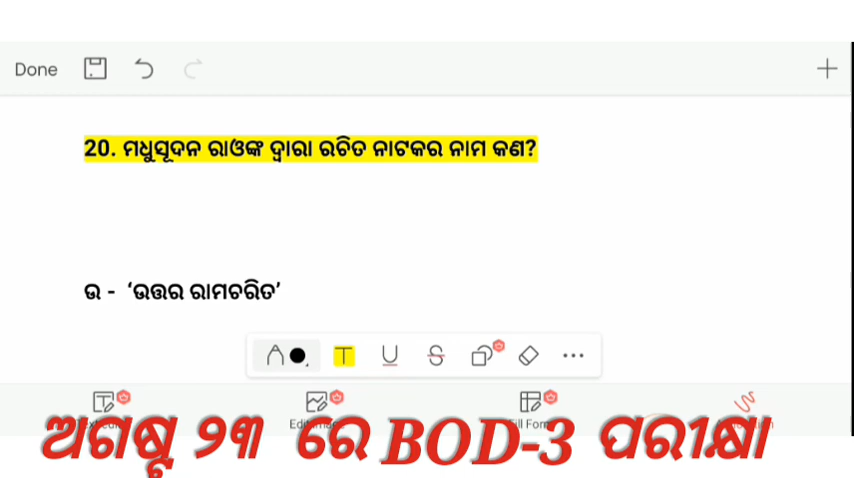 Done
20. ମଧୁସୂଦନ ରାଓଙ୍କ ଦ୍ୱାରା ରଚିତ ନାଟକର ନାମ କଣ?
ଉ - ‘ଉତ୍ତର ରାମଚରିତ’
ଅଗଷ୍ଟ ୨୩ ରେ BOD-3 ପରୀକ୍ଷା